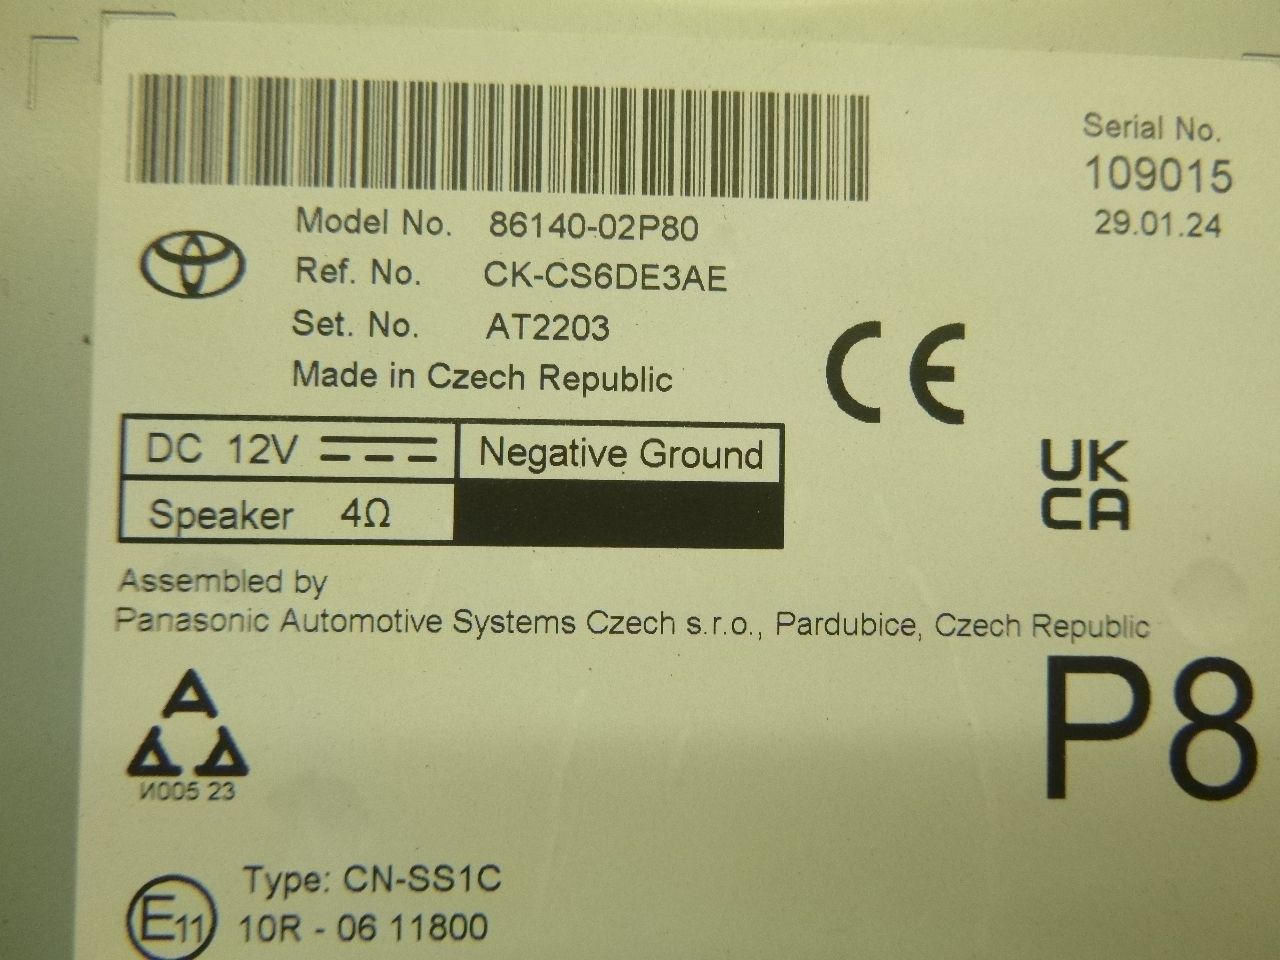 Serial No.
109015
29.01.24
Model No. 86140-02P80
Ref. No. CK-CS6DE3AE
Set. No. AT2203
Made in Czech Republic
CE
DC 12V
Negative Ground
Speaker 4Ω
UK
CA
Assembled by
Panasonic Automotive Systems Czech s.r.o., Pardubice, Czech Republic
P8
И005 23
Type: CN-SS1C
E11
10R - 06 11800